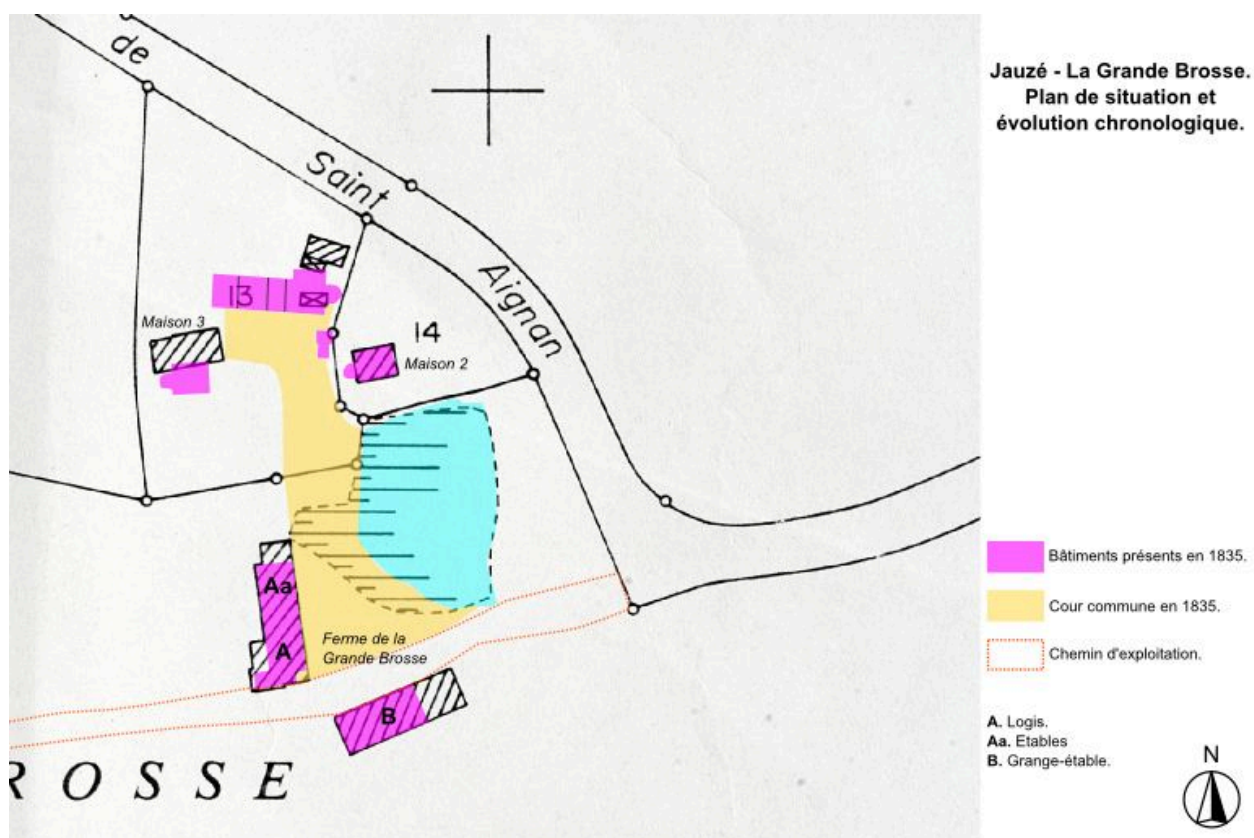 Jauzé - La Grande Brosse.
Plan de situation et
évolution chronologique.
de
Saint
Aignan
13
14
Maison 3
Maison 2
Aa
A
Ferme de la
Grande Brosse
B
ROSSE
Bâtiments présents en 1835.
Cour commune en 1835.
Chemin d'exploitation.
A. Logis.
Aa. Etables
B. Grange-étable.
N